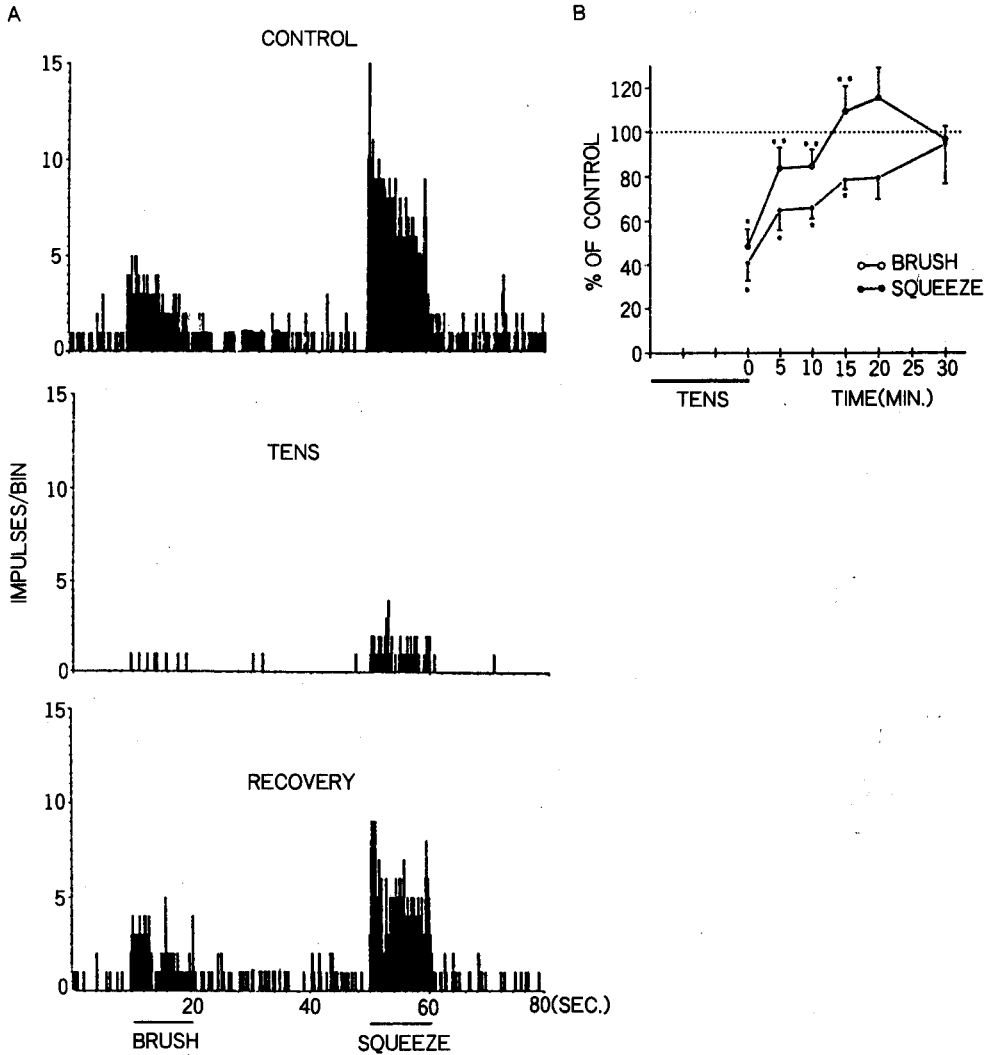 A
CONTROL
15
10
5
0
TENS
15
10
5
0
IMPULSES/BIN
RECOVERY
15
10
5
0
20
40
60
80(SEC.)
BRUSH
SQUEEZE
B
120
100
80
60
40
20
0
% OF CONTROL
BRUSH
SQUEEZE
0 5 10 15 20 25 30
TENS
TIME(MIN.)